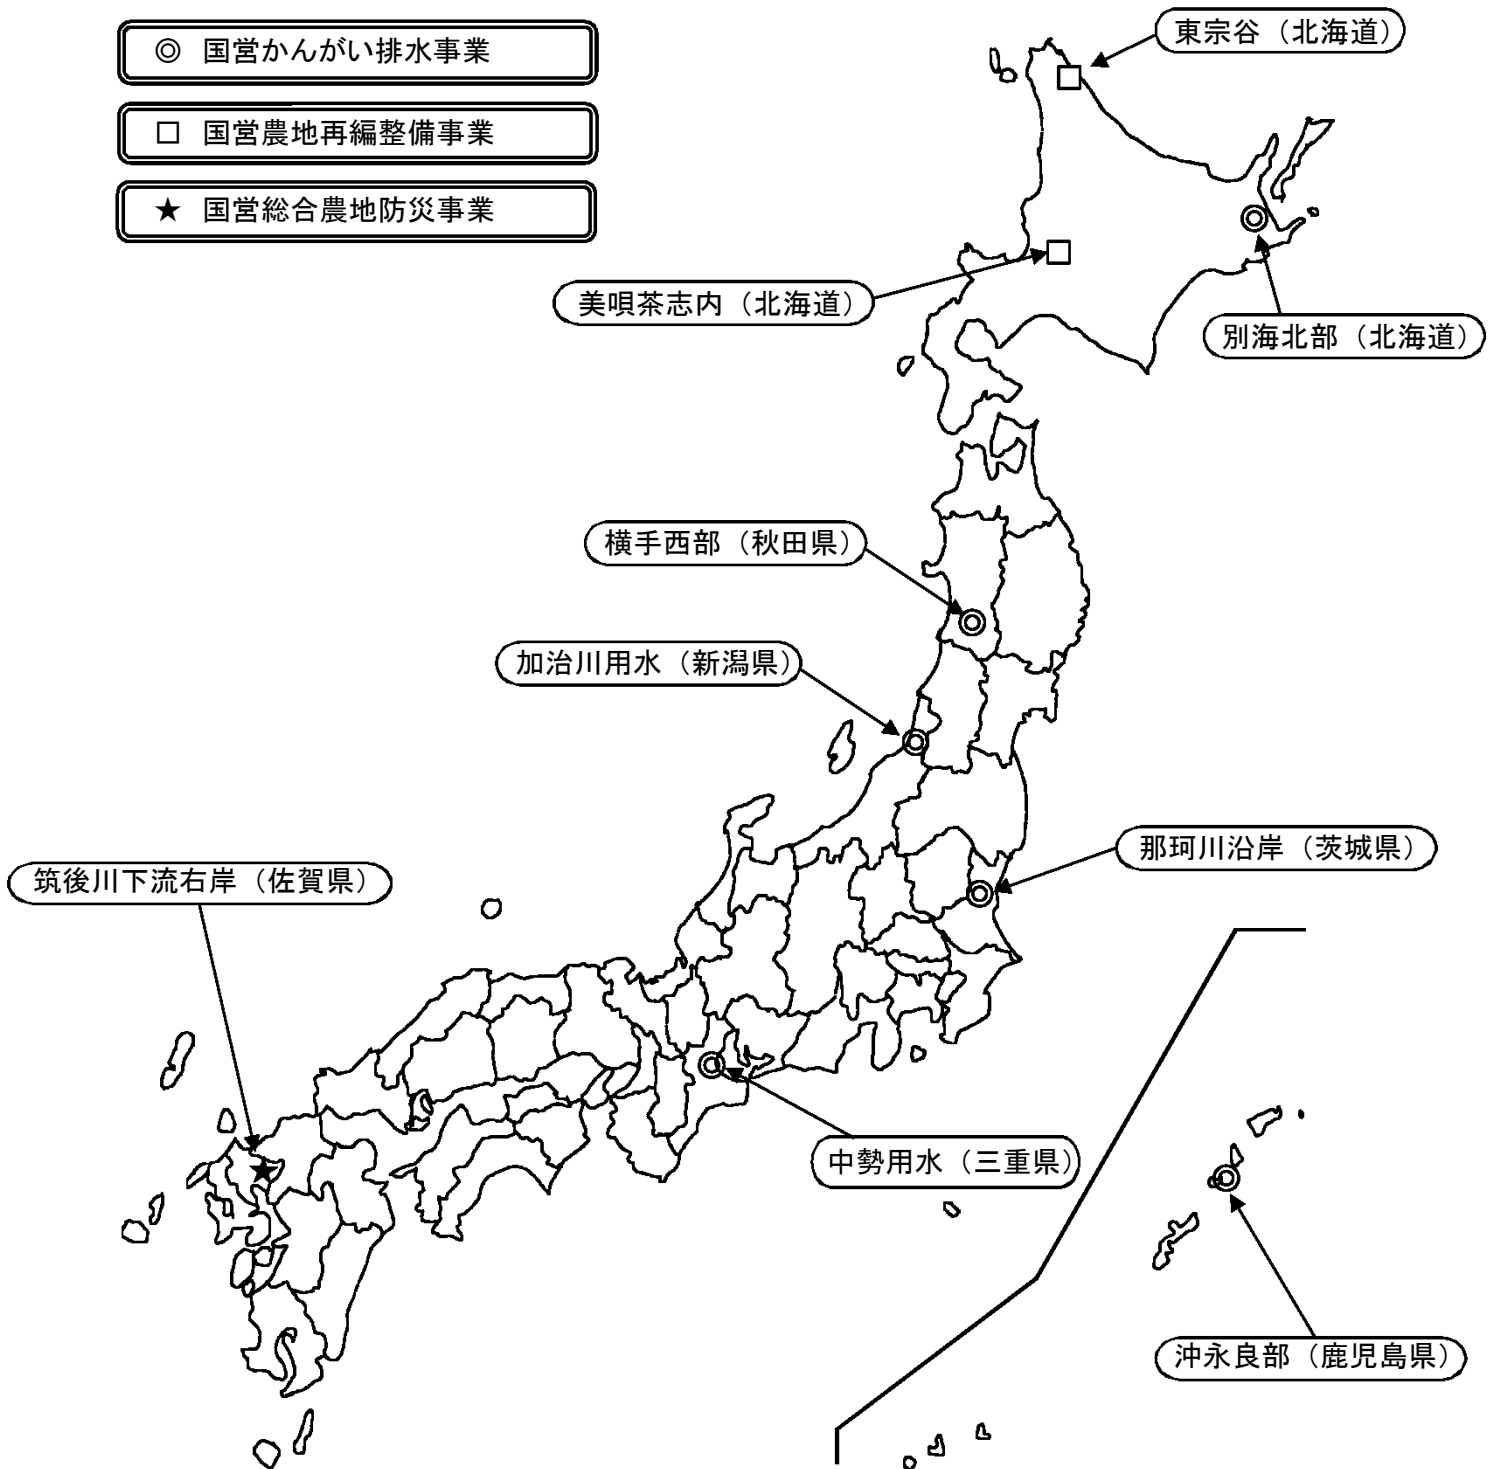 ◎ 国営かんがい排水事業
□ 国営農地再編整備事業
★ 国営総合農地防災事業
東宗谷（北海道）
美唄茶志内（北海道）
別海北部（北海道）
横手西部（秋田県）
加治川用水（新潟県）
那珂川沿岸（茨城県）
筑後川下流右岸（佐賀県）
中勢用水（三重県）
沖永良部（鹿児島県）